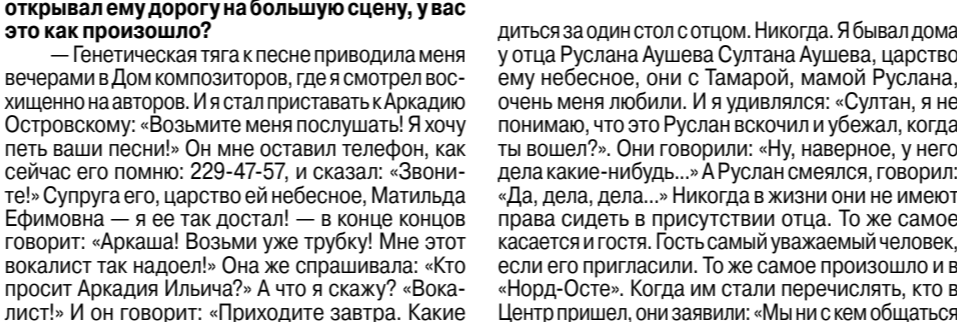 открывал ему дорогу на большую сцену, у вас
это как произошло?
— Генетическая тяга к песне приводила меня
вечерами в Дом композиторов, где я смотрел вос-
хищенно на авторов. И я стал приставать к Аркадию
Островскому: «Возьмите меня послушать! Я хочу
петь ваши песни!» Он мне оставил телефон, как
сейчас его помню: 229-47-57, и сказал: «Звони-
те!» Супруга его, царство ей небесное, Матильда
Ефимовна — я ее так достал! — в конце концов
говорит: «Аркаша! Возьми уже трубку! Мне этот
вокалист так надоел!» Она же спрашивала: «Кто
просит Аркадия Ильича?» А что я скажу? «Вока-
лист!» И он говорит: «Приходите завтра. Какие
диться за один стол с отцом. Никогда. Я бывал дома
у отца Руслана Аушева Султана Аушева, царство
ему небесное, они с Тамарой, мамой Руслана,
очень меня любили. И я удивлялся: «Султан, я не
понимаю, что это Руслан вскочил и убежал, когда
ты вошел?». Они говорили: «Ну, наверное, у него
дела какие-нибудь...» А Руслан смеялся, говорил:
«Да, дела, дела...» Никогда в жизни они не имеют
права сидеть в присутствии отца. То же самое
касается и гостя. Гость самый уважаемый человек,
если его пригласили. То же самое произошло и в
«Норд-Осте». Когда им стали перечислять, кто в
Центр пришел, они заявили: «Мы ни с кем общаться